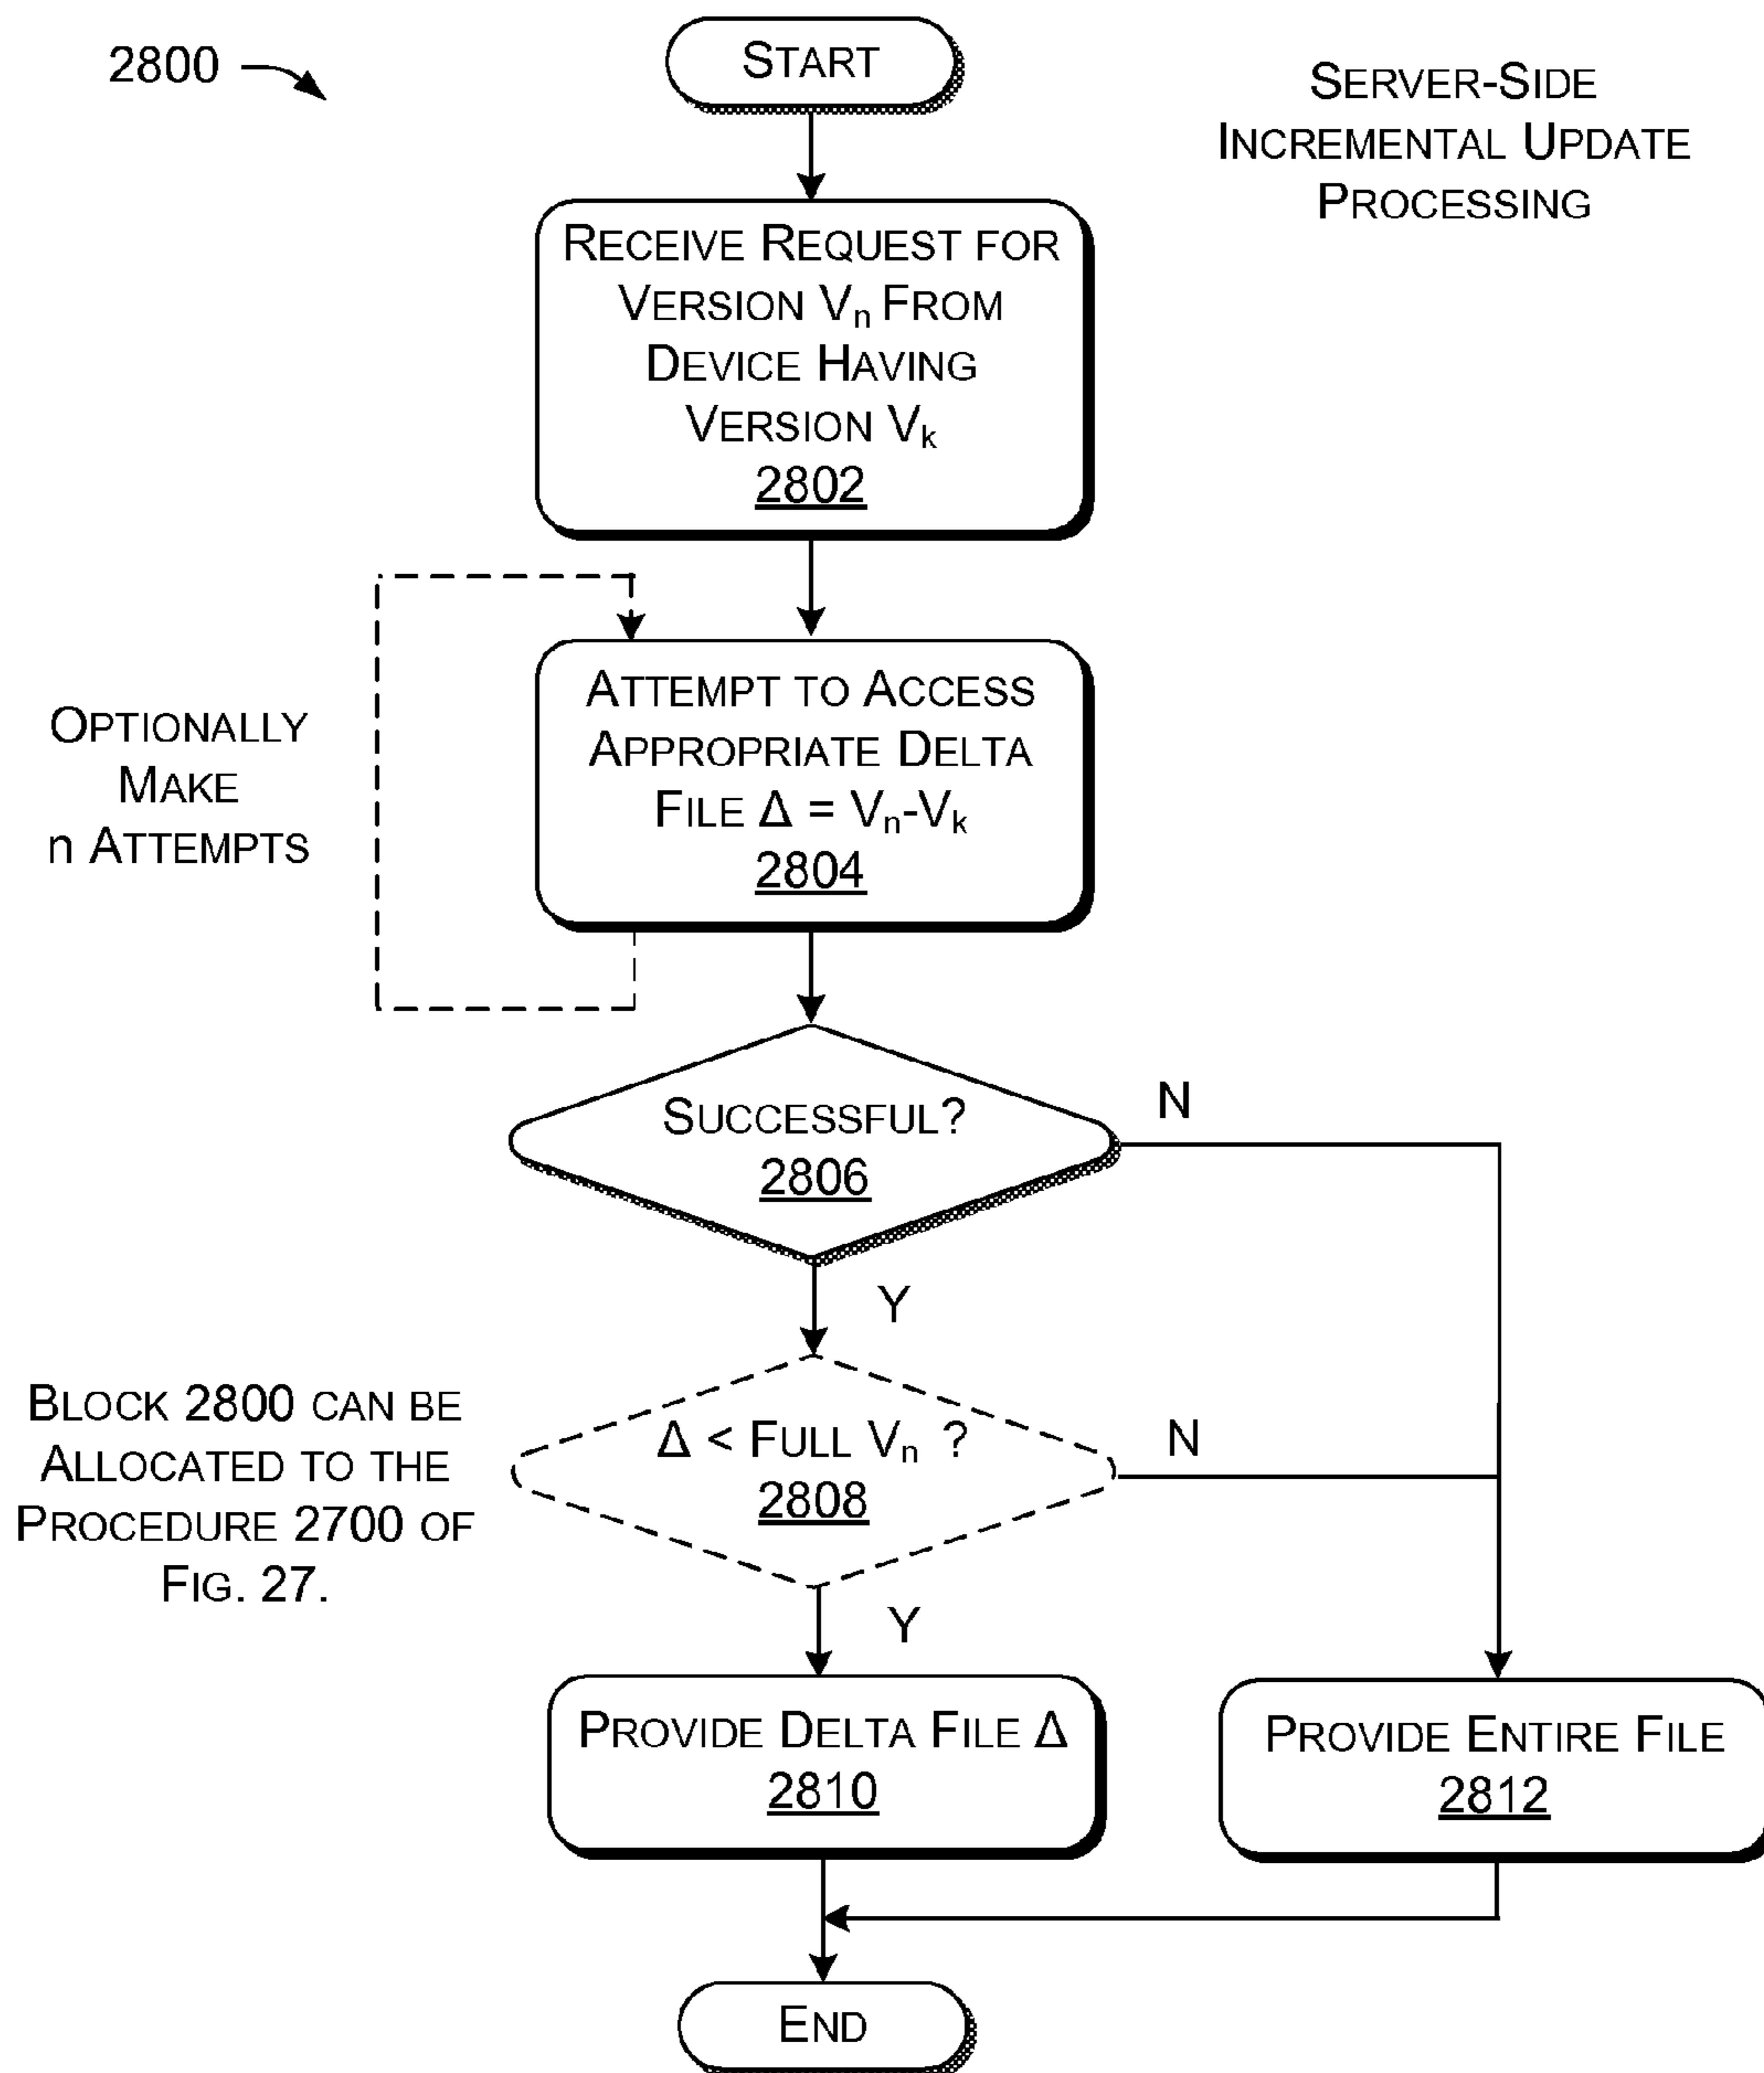 2800
START
SERVER-SIDE
INCREMENTAL UPDATE
PROCESSING
RECEIVE REQUEST FOR
VERSION Vn FROM
DEVICE HAVING
VERSION Vk
2802
OPTIONALLY
MAKE
n ATTEMPTS
ATTEMPT TO ACCESS
APPROPRIATE DELTA
FILE Δ = Vn-Vk
2804
SUCCESSFUL?
2806
N
Y
BLOCK 2800 CAN BE
ALLOCATED TO THE
PROCEDURE 2700 OF
FIG. 27.
Δ < FULL Vn ?
2808
N
Y
PROVIDE DELTA FILE Δ
2810
PROVIDE ENTIRE FILE
2812
END